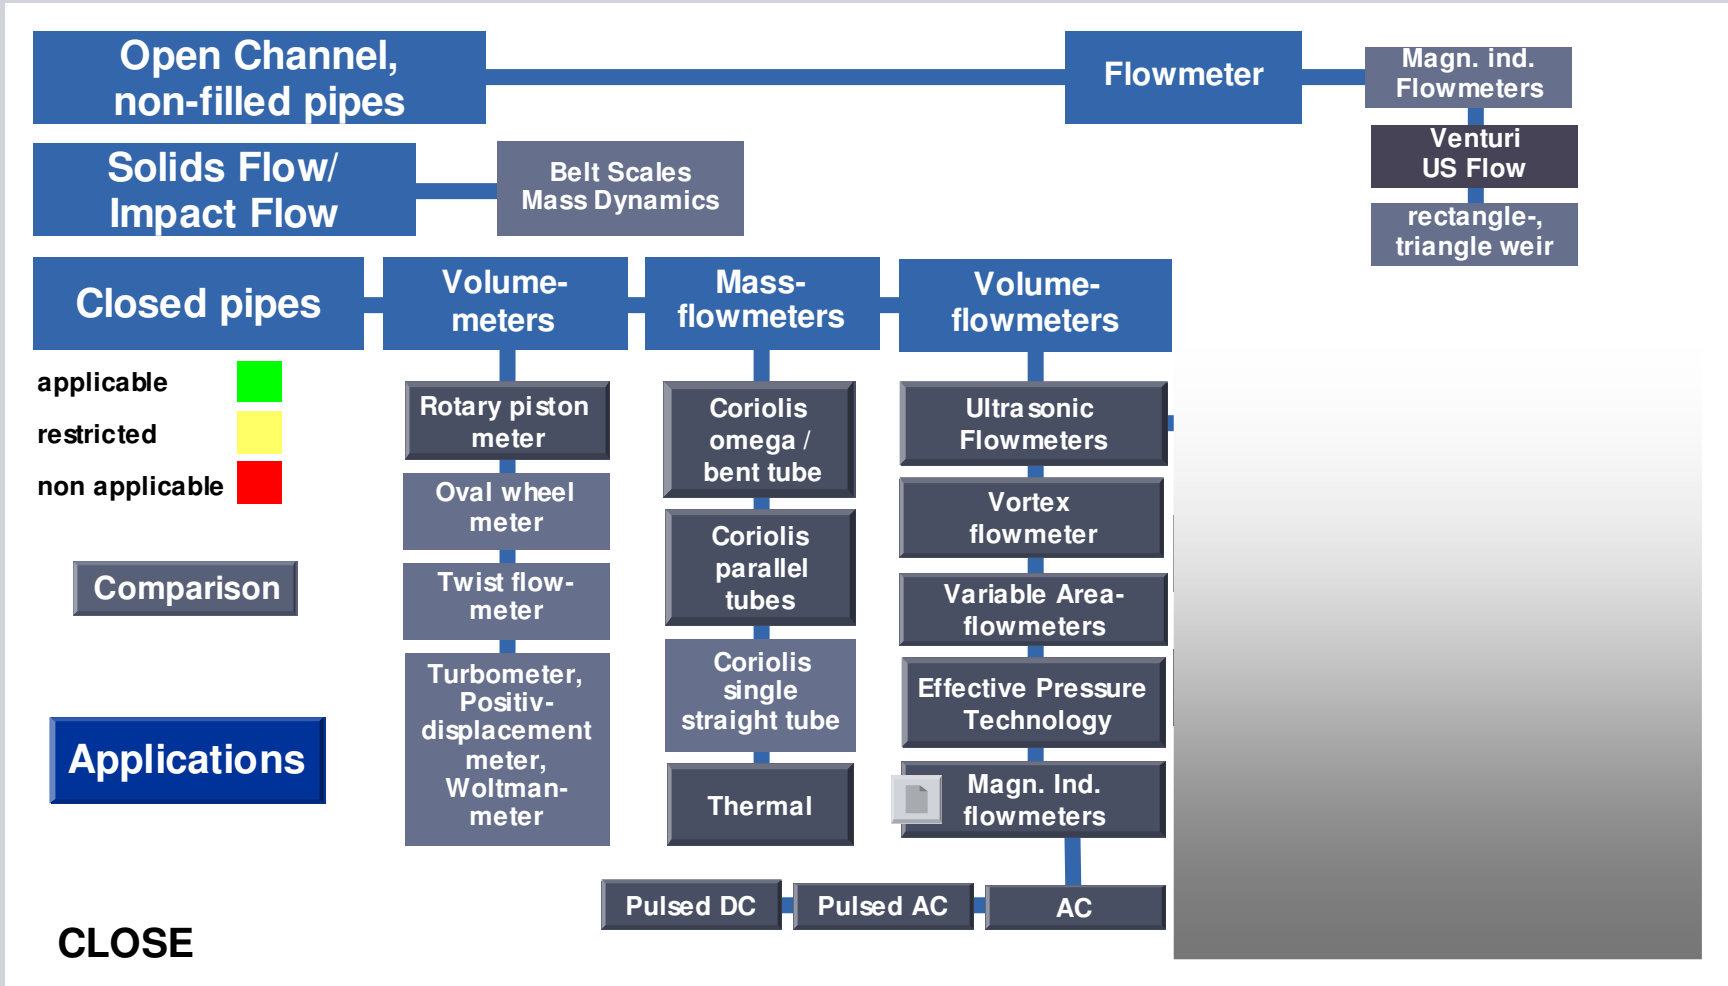 Open Channel,
non-filled pipes
Flowmeter
Magn. ind.
Flowmeters
Venturi
US Flow
rectangle-,
triangle weir
Solids Flow/
Impact Flow
Belt Scales
Mass Dynamics
Closed pipes
Volume-
meters
Mass-
flowmeters
Volume-
flowmeters
applicable
restricted
non applicable
Comparison
Applications
CLOSE
Rotary piston
meter
Oval wheel
meter
Twist flow-
meter
Turbometer,
Positiv-
displacement
meter,
Woltman-
meter
Coriolis
omega /
bent tube
Coriolis
parallel
tubes
Coriolis
single
straight tube
Thermal
Ultrasonic
Flowmeters
Vortex
flowmeter
Variable Area-
flowmeters
Effective Pressure
Technology
Magn. Ind.
flowmeters
Pulsed DC
Pulsed AC
AC